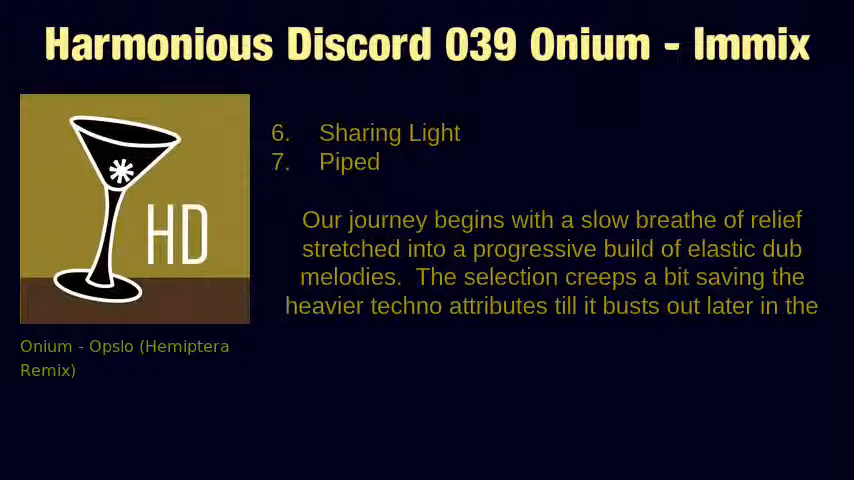 Harmonious Discord 039 Onium - Immix
HD
6. Sharing Light
7. Piped
Our journey begins with a slow breathe of relief
stretched into a progressive build of elastic dub
melodies.  The selection creeps a bit saving the
heavier techno attributes till it busts out later in the
Onium - Opslo (Hemiptera
Remix)